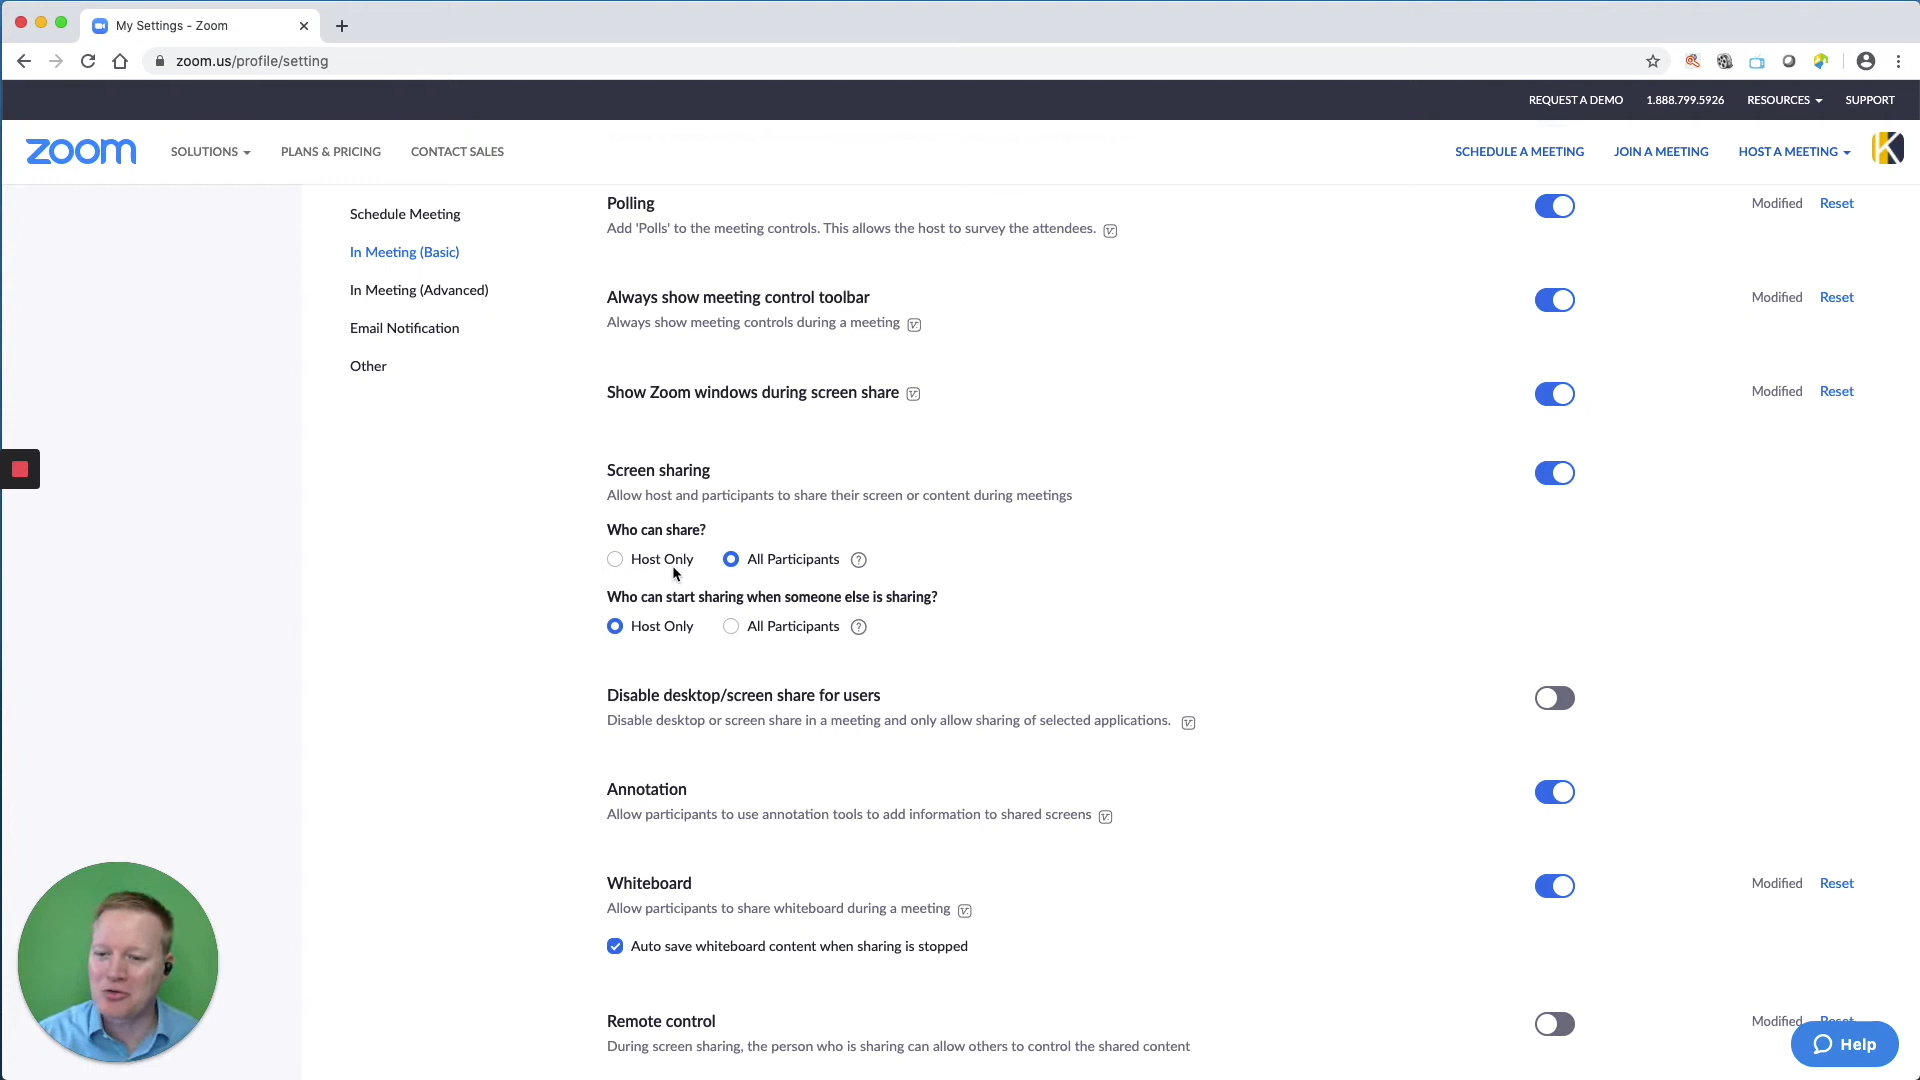 My Settings - Zoom
zoom.us/profile/setting
REQUEST A DEMO 1.888.799.5926 RESOURCES SUPPORT
zoom SOLUTIONS PLANS & PRICING CONTACT SALES SCHEDULE A MEETING JOIN A MEETING HOST A MEETING K
Schedule Meeting
In Meeting (Basic)
In Meeting (Advanced)
Email Notification
Other
Polling Modified Reset
Add 'Polls' to the meeting controls. This allows the host to survey the attendees.
Always show meeting control toolbar Modified Reset
Always show meeting controls during a meeting
Show Zoom windows during screen share Modified Reset
Screen sharing
Allow host and participants to share their screen or content during meetings
Who can share?
Host Only All Participants ?
Who can start sharing when someone else is sharing?
Host Only All Participants ?
Disable desktop/screen share for users
Disable desktop or screen share in a meeting and only allow sharing of selected applications.
Annotation
Allow participants to use annotation tools to add information to shared screens
Whiteboard Modified Reset
Allow participants to share whiteboard during a meeting
Auto save whiteboard content when sharing is stopped
Remote control Modified Reset
During screen sharing, the person who is sharing can allow others to control the shared content
Help